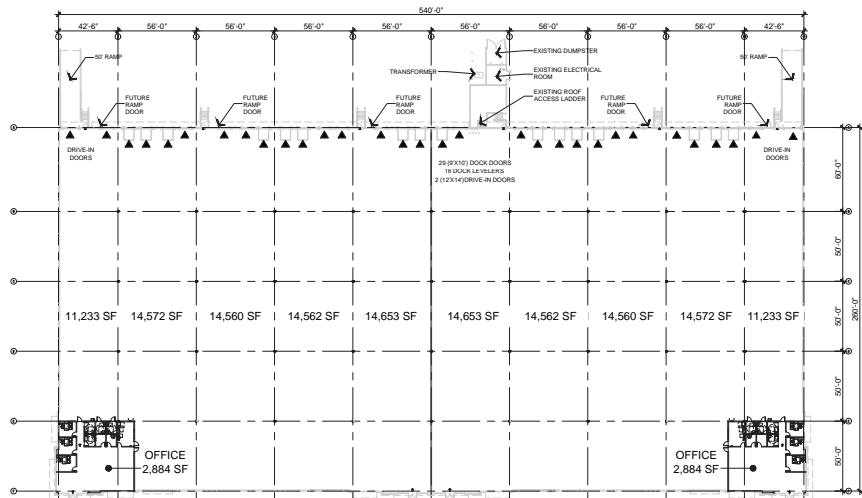 540'-0"
42'-6"
56'-0"
56'-0"
56'-0"
56'-0"
56'-0"
56'-0"
56'-0"
56'-0"
42'-6"
50' RAMP
EXISTING DUMPSTER
TRANSFORMER
EXISTING ELECTRICAL
ROOM
50' RAMP
FUTURE
RAMP
DOOR
FUTURE
RAMP
DOOR
FUTURE
RAMP
DOOR
EXISTING ROOF
ACCESS LADDER
FUTURE
RAMP
DOOR
FUTURE
RAMP
DOOR
DRIVE-IN
DOORS
29 (9'X10') DOCK DOORS
16 DOCK LEVELERS
2 (12'X14')DRIVE-IN DOORS
DRIVE-IN
DOORS
60'-0"
50'-0"
50'-0"
50'-0"
50'-0"
260'-0"
11,233 SF
14,572 SF
14,560 SF
14,562 SF
14,653 SF
14,653 SF
14,562 SF
14,560 SF
14,572 SF
11,233 SF
OFFICE
2,884 SF
OFFICE
2,884 SF